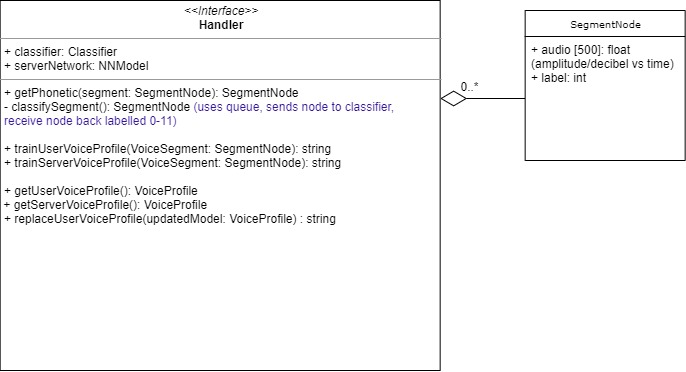 <<Interface>>
Handler
+ classifier: Classifier
+ serverNetwork: NNModel
+ getPhonetic(segment: SegmentNode): SegmentNode
- classifySegment(): SegmentNode (uses queue, sends node to classifier,
receive node back labelled 0-11)
+ trainUserVoiceProfile(VoiceSegment: SegmentNode): string
+ trainServerVoiceProfile(VoiceSegment: SegmentNode): string
+ getUserVoiceProfile(): VoiceProfile
+ getServerVoiceProfile(): VoiceProfile
+ replaceUserVoiceProfile(updatedModel: VoiceProfile) : string
0..*
SegmentNode
+ audio [500]: float
(amplitude/decibel vs time)
+ label: int